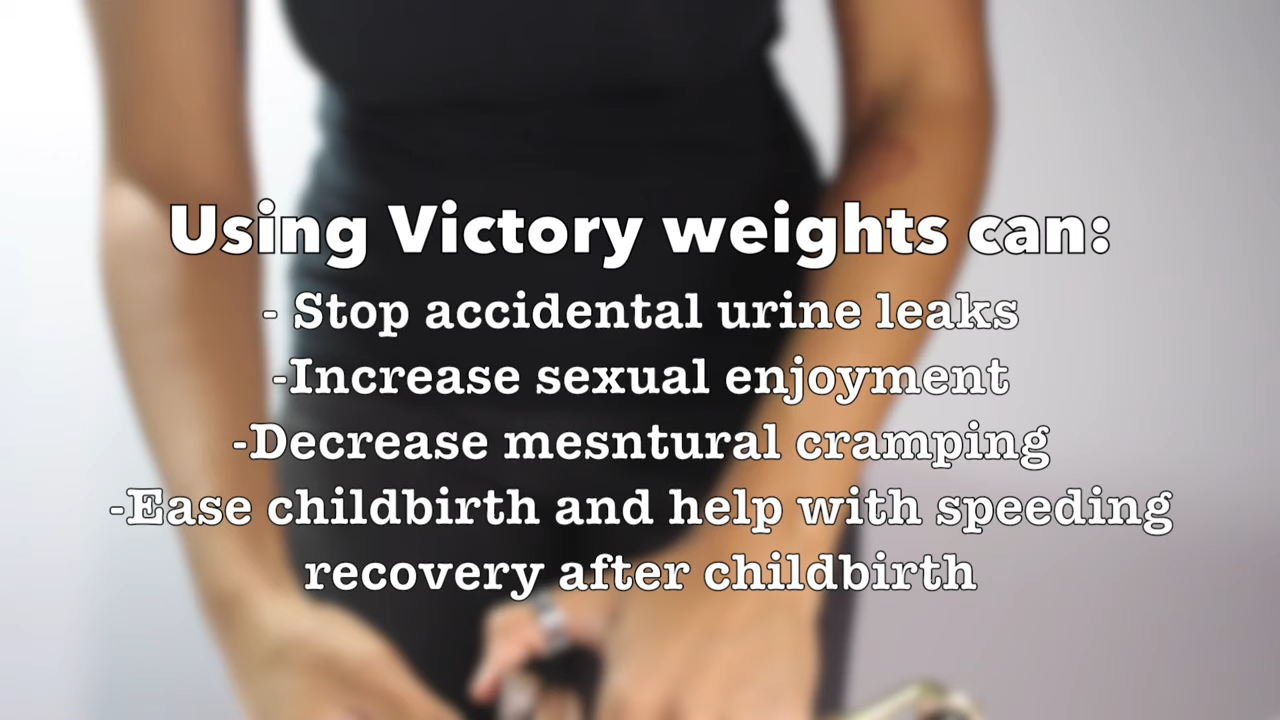 Using Victory weights can:
- Stop accidental urine leaks
-Increase sexual enjoyment
-Decrease mesntural cramping
-Ease childbirth and help with speeding
recovery after childbirth